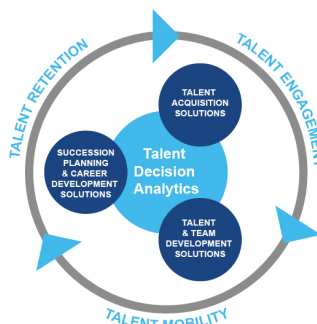 TALENT RETENTION
TALENT ENGAGEMENT
TALENT
ACQUISITION
SOLUTIONS
SUCCESSION
PLANNING
& CAREER
DEVELOPMENT
SOLUTIONS
Talent
Decision
Analytics
TALENT
& TEAM
DEVELOPMENT
SOLUTIONS
TALENT MOBILITY